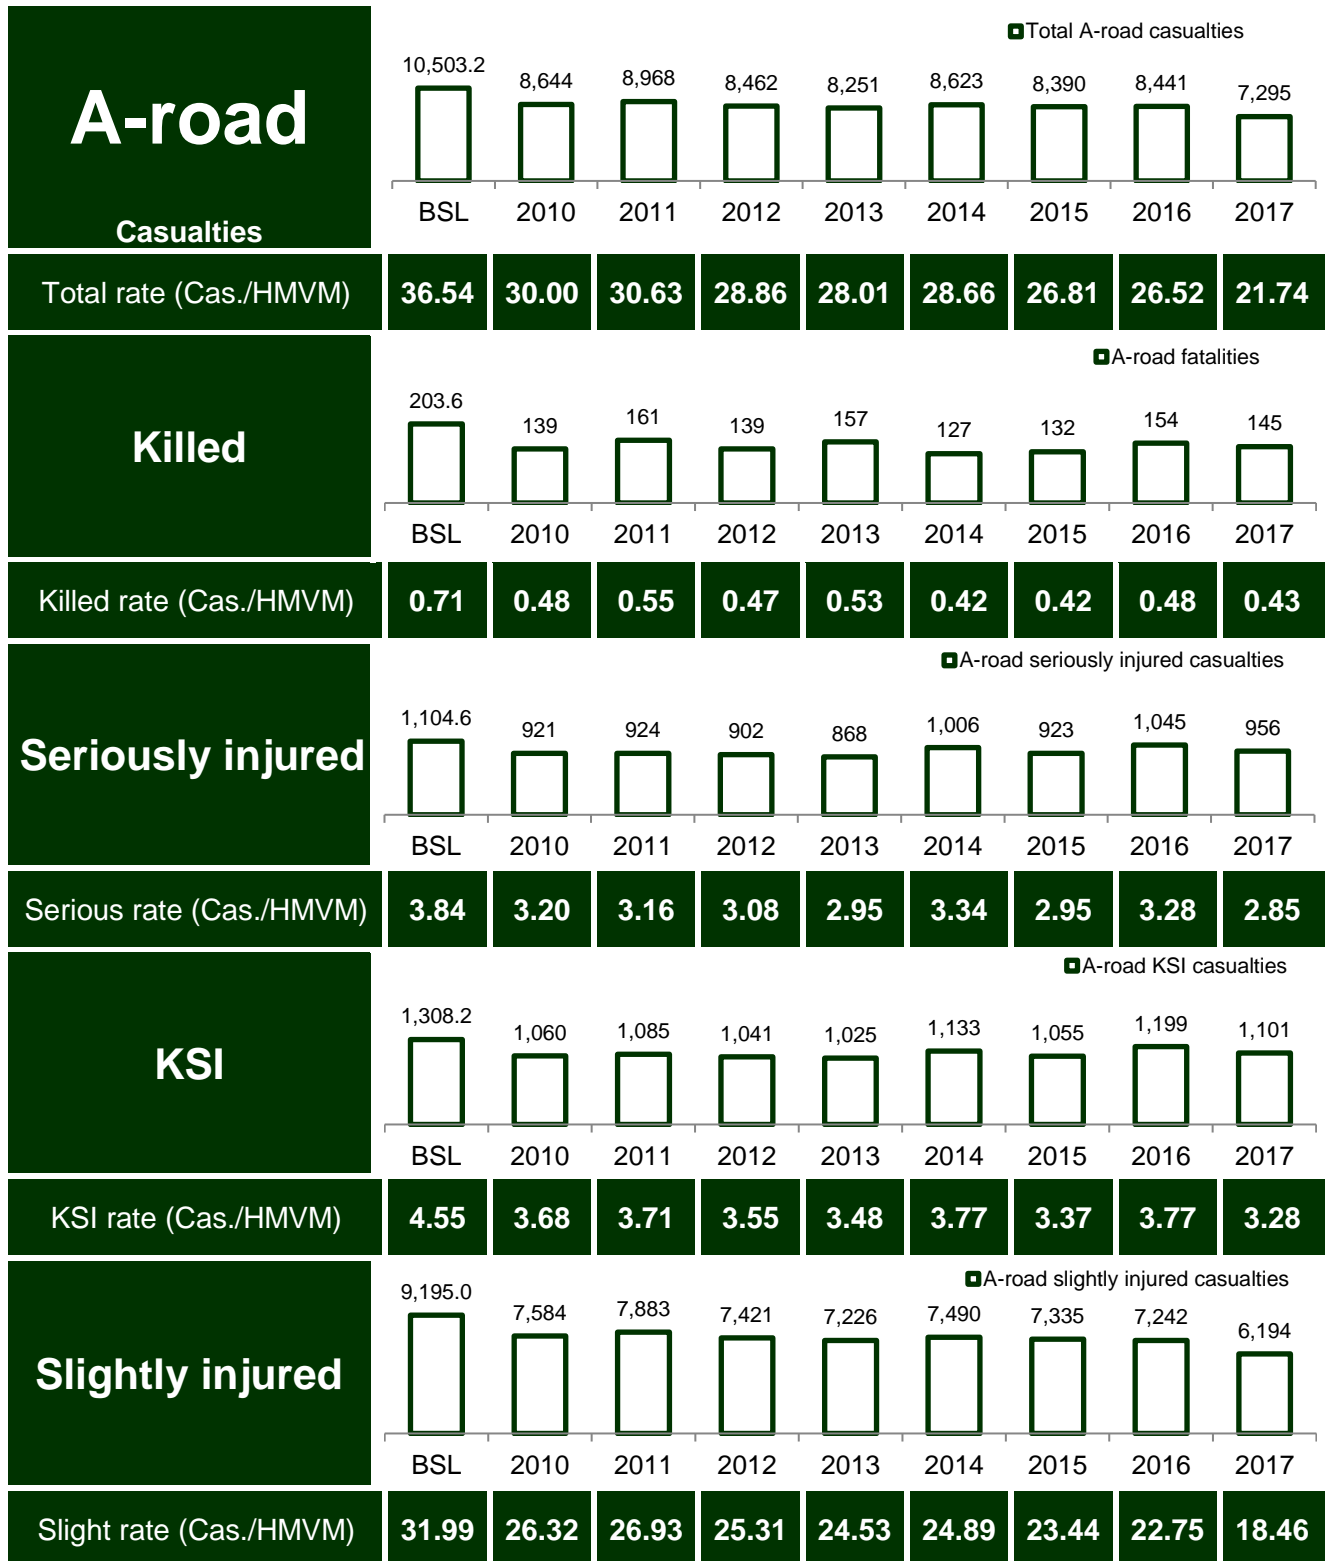 A-road
Casualties
Total A-road casualties
10,503.2 8,644 8,968 8,462 8,251 8,623 8,390 8,441 7,295
BSL 2010 2011 2012 2013 2014 2015 2016 2017
Total rate (Cas./HMVM) 36.54 30.00 30.63 28.86 28.01 28.66 26.81 26.52 21.74
Killed
A-road fatalities
203.6 139 161 139 157 127 132 154 145
BSL 2010 2011 2012 2013 2014 2015 2016 2017
Killed rate (Cas./HMVM) 0.71 0.48 0.55 0.47 0.53 0.42 0.42 0.48 0.43
Seriously injured
A-road seriously injured casualties
1,104.6 921 924 902 868 1,006 923 1,045 956
BSL 2010 2011 2012 2013 2014 2015 2016 2017
Serious rate (Cas./HMVM) 3.84 3.20 3.16 3.08 2.95 3.34 2.95 3.28 2.85
KSI
A-road KSI casualties
1,308.2 1,060 1,085 1,041 1,025 1,133 1,055 1,199 1,101
BSL 2010 2011 2012 2013 2014 2015 2016 2017
KSI rate (Cas./HMVM) 4.55 3.68 3.71 3.55 3.48 3.77 3.37 3.77 3.28
Slightly injured
A-road slightly injured casualties
9,195.0 7,584 7,883 7,421 7,226 7,490 7,335 7,242 6,194
BSL 2010 2011 2012 2013 2014 2015 2016 2017
Slight rate (Cas./HMVM) 31.99 26.32 26.93 25.31 24.53 24.89 23.44 22.75 18.46